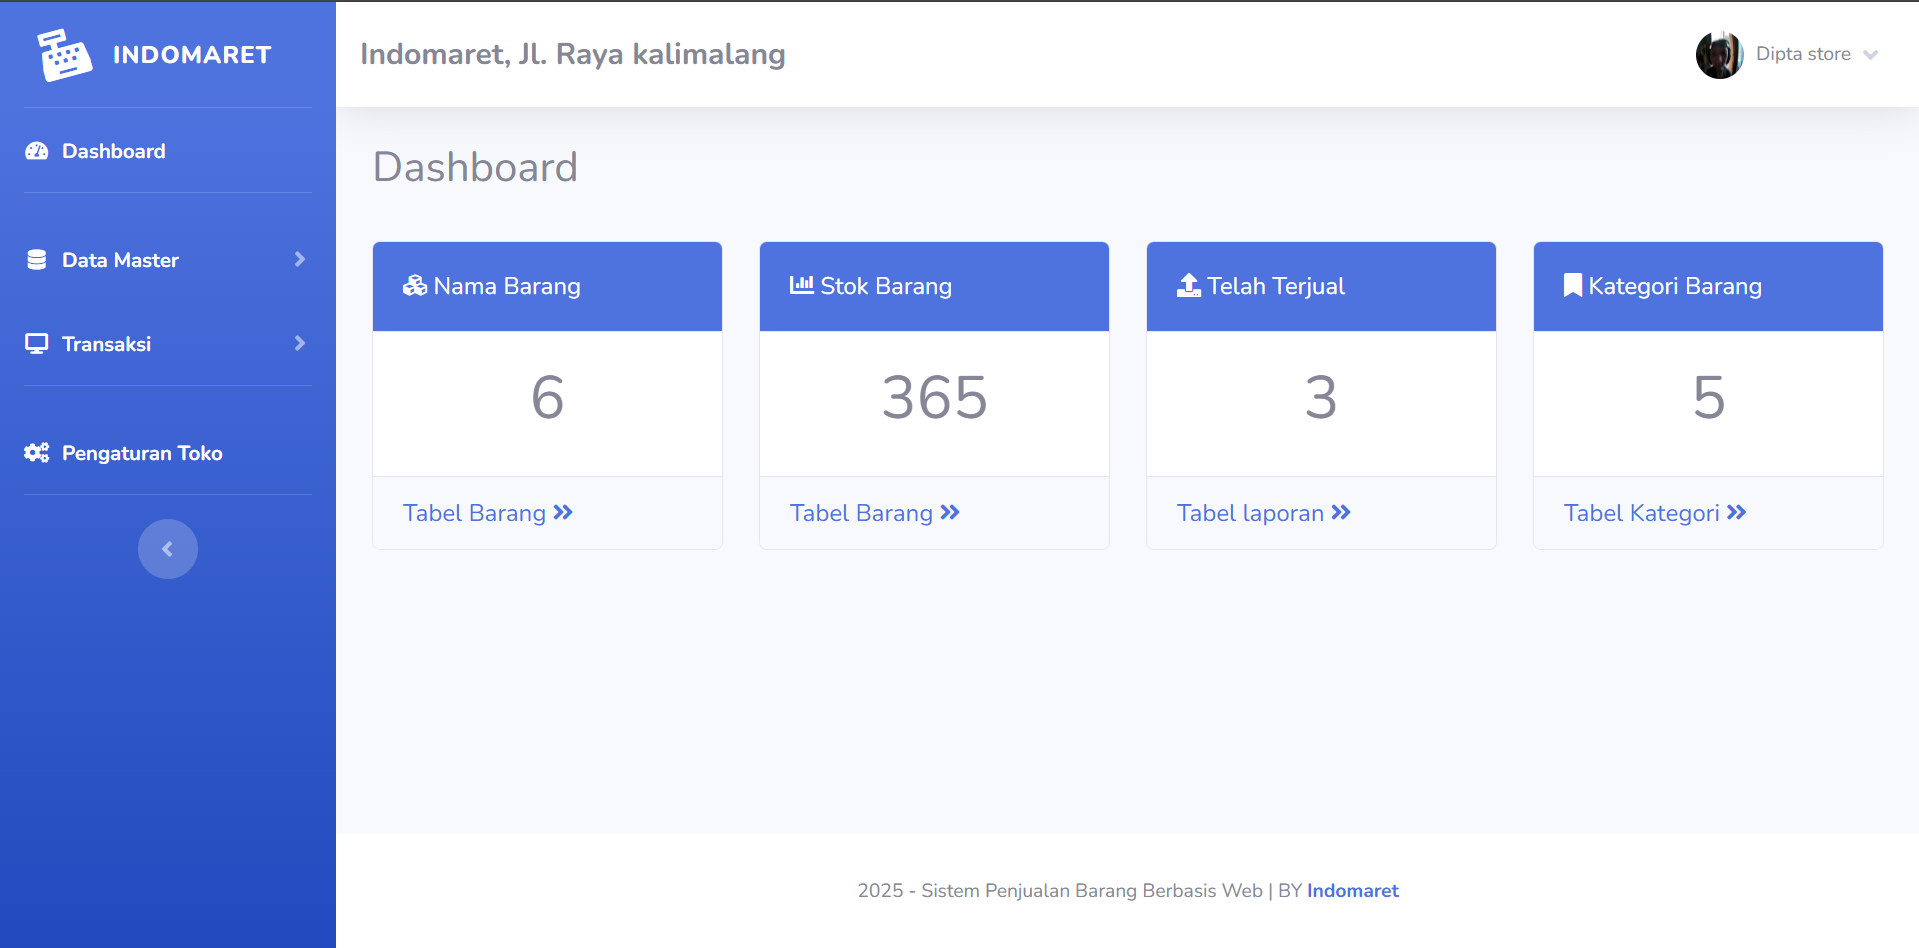 INDOMARET
Indomaret, Jl. Raya kalimalang
Dipta store
Dashboard
Data Master
Transaksi
Pengaturan Toko
Dashboard
Nama Barang
6
Tabel Barang
Stok Barang
365
Tabel Barang
Telah Terjual
3
Tabel laporan
Kategori Barang
5
Tabel Kategori
2025 - Sistem Penjualan Barang Berbasis Web | BY Indomaret